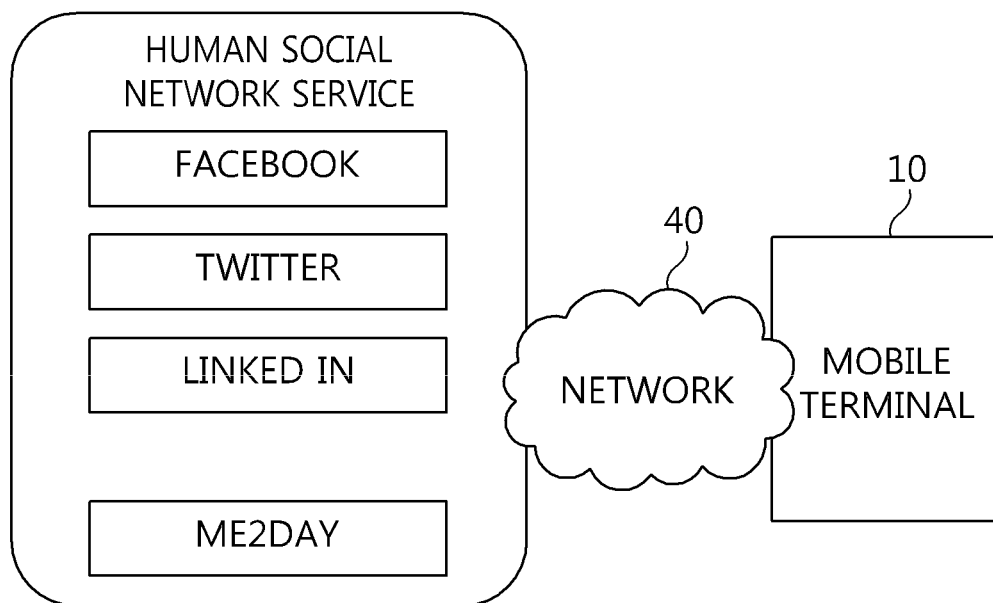 HUMAN SOCIAL
NETWORK SERVICE
FACEBOOK
TWITTER
LINKED IN
ME2DAY
40
NETWORK
10
MOBILE
TERMINAL